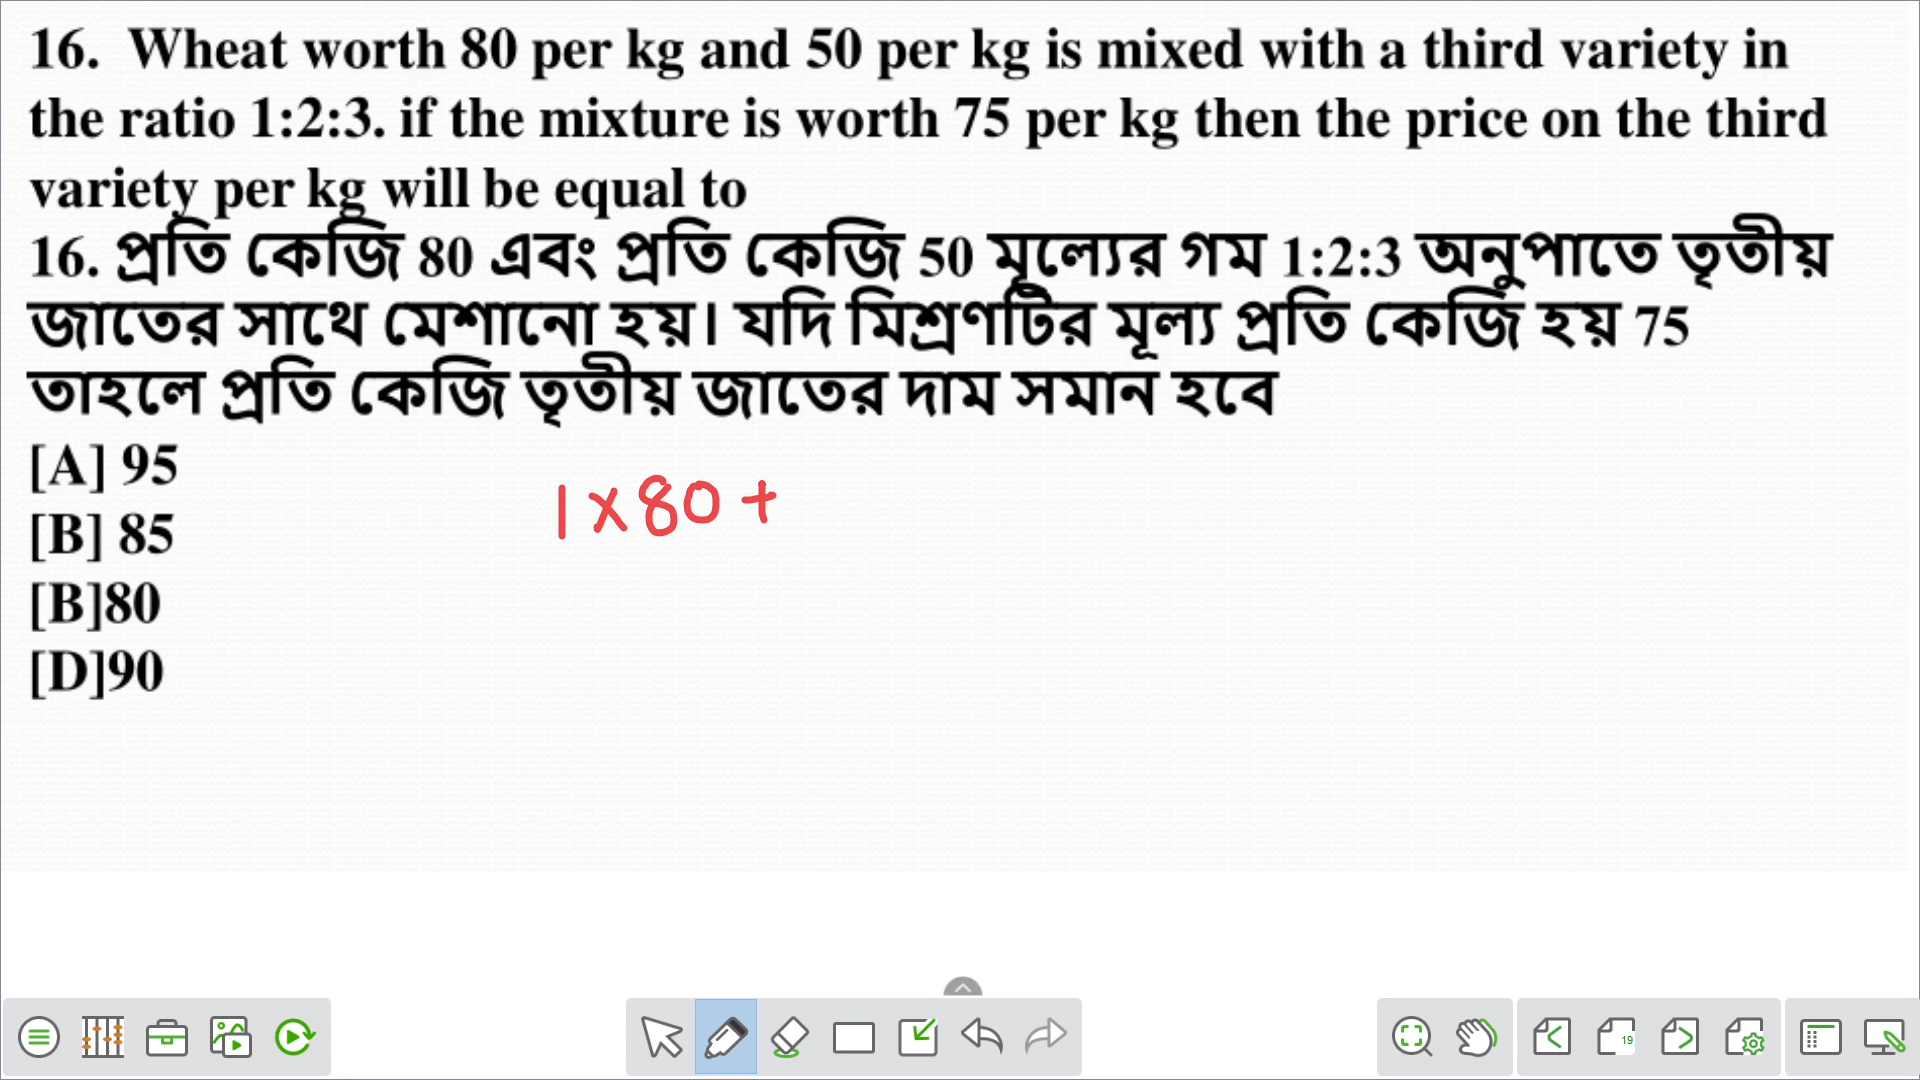 16. Wheat worth 80 per kg and 50 per kg is mixed with a third variety in
the ratio 1:2:3. if the mixture is worth 75 per kg then the price on the third
variety per kg will be equal to
16. প্রতি কেজি 80 এবং প্রতি কেজি 50 মূল্যের গম 1:2:3 অনুপাতে তৃতীয়
জাতের সাথে মেশানো হয়। যদি মিশ্রণটির মূল্য প্রতি কেজি হয় 75
তাহলে প্রতি কেজি তৃতীয় জাতের দাম সমান হবে
[A] 95
1 x 80 +
[B] 85
[B]80
[D]90
19